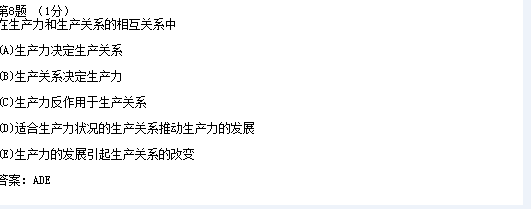 第8题 （1分）
在生产力和生产关系的相互关系中
(A)生产力决定生产关系
(B)生产关系决定生产力
(C)生产力反作用于生产关系
(D)适合生产力状况的生产关系推动生产力的发展
(E)生产力的发展引起生产关系的改变
答案：ADE